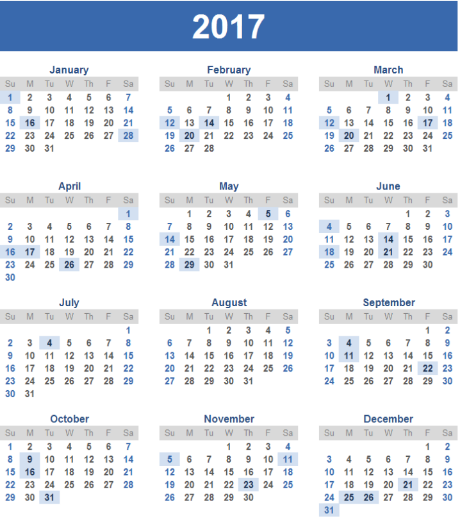 2017
January
Su M Tu W Th F Sa
1 2 3 4 5 6 7
8 9 10 11 12 13 14
15 16 17 18 19 20 21
22 23 24 25 26 27 28
29 30 31
February
Su M Tu W Th F Sa
1 2 3 4
5 6 7 8 9 10 11
12 13 14 15 16 17 18
19 20 21 22 23 24 25
26 27 28
March
Su M Tu W Th F Sa
1 2 3 4
5 6 7 8 9 10 11
12 13 14 15 16 17 18
19 20 21 22 23 24 25
26 27 28 29 30 31
April
Su M Tu W Th F Sa
1
2 3 4 5 6 7 8
9 10 11 12 13 14 15
16 17 18 19 20 21 22
23 24 25 26 27 28 29
30
May
Su M Tu W Th F Sa
1 2 3 4 5 6
7 8 9 10 11 12 13
14 15 16 17 18 19 20
21 22 23 24 25 26 27
28 29 30 31
June
Su M Tu W Th F Sa
1 2 3
4 5 6 7 8 9 10
11 12 13 14 15 16 17
18 19 20 21 22 23 24
25 26 27 28 29 30
July
Su M Tu W Th F Sa
1
2 3 4 5 6 7 8
9 10 11 12 13 14 15
16 17 18 19 20 21 22
23 24 25 26 27 28 29
30 31
August
Su M Tu W Th F Sa
1 2 3 4 5
6 7 8 9 10 11 12
13 14 15 16 17 18 19
20 21 22 23 24 25 26
27 28 29 30 31
September
Su M Tu W Th F Sa
1 2
3 4 5 6 7 8 9
10 11 12 13 14 15 16
17 18 19 20 21 22 23
24 25 26 27 28 29 30
October
Su M Tu W Th F Sa
1 2 3 4 5 6 7
8 9 10 11 12 13 14
15 16 17 18 19 20 21
22 23 24 25 26 27 28
29 30 31
November
Su M Tu W Th F Sa
1 2 3 4
5 6 7 8 9 10 11
12 13 14 15 16 17 18
19 20 21 22 23 24 25
26 27 28 29 30
December
Su M Tu W Th F Sa
1 2
3 4 5 6 7 8 9
10 11 12 13 14 15 16
17 18 19 20 21 22 23
24 25 26 27 28 29 30
31